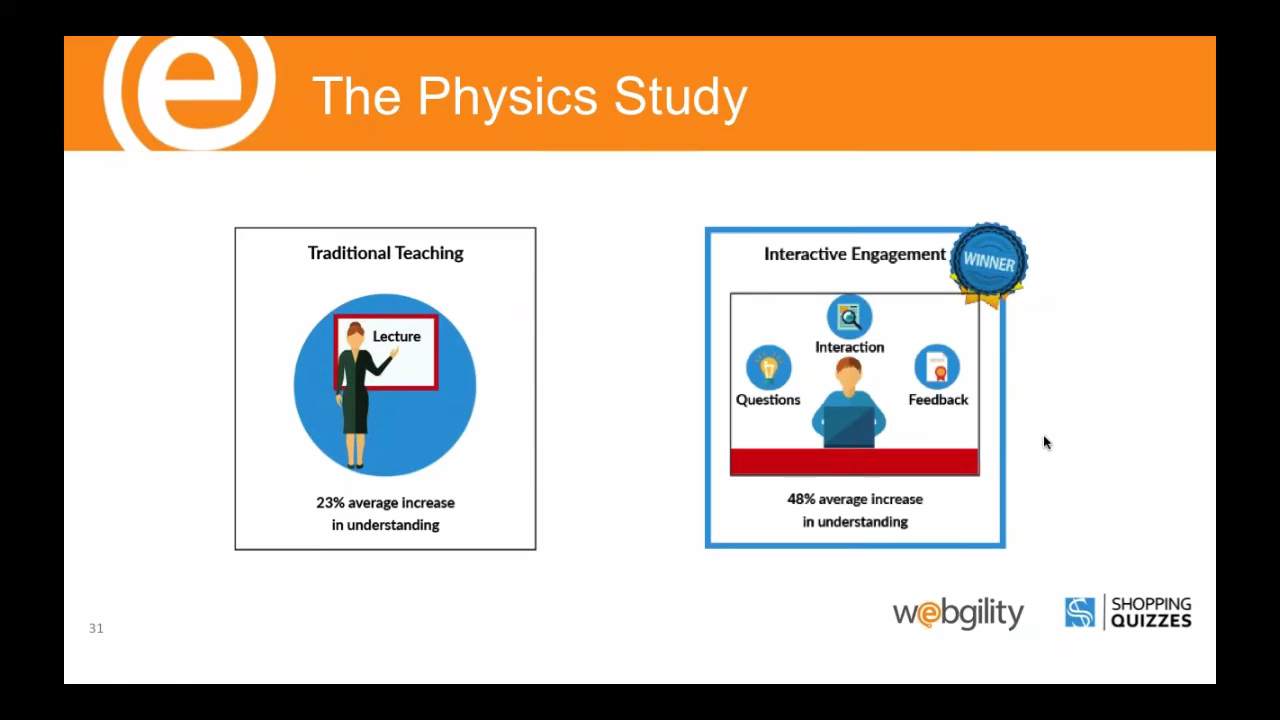 The Physics Study
Traditional Teaching
Lecture
23% average increase
in understanding
Interactive Engagement
WINNER
Interaction
Questions
Feedback
48% average increase
in understanding
31
webgility
SHOPPING
QUIZZES